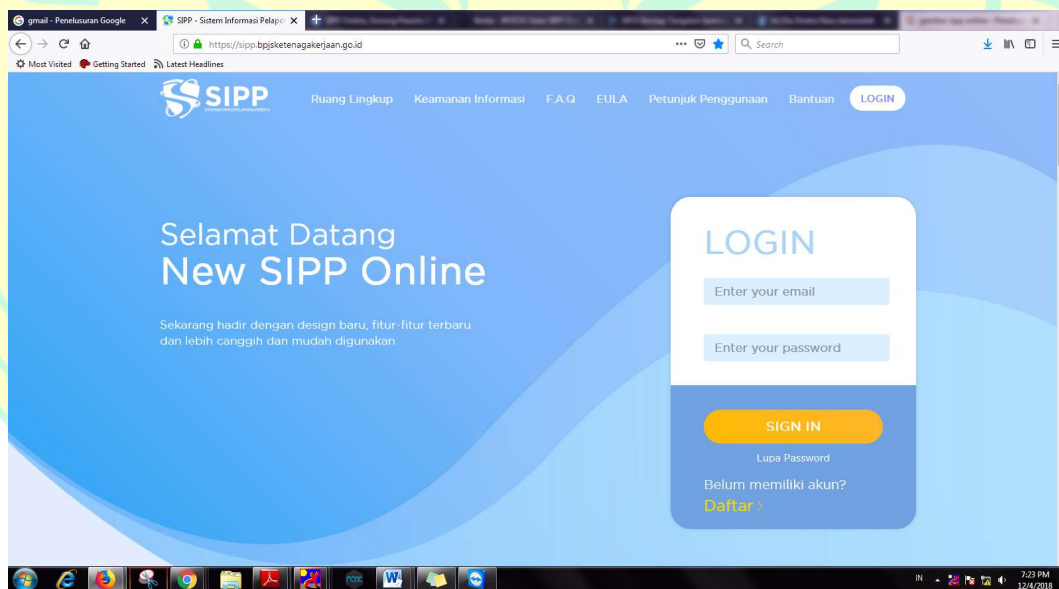 gmail - Penelusuran Google
SIPP - Sistem Informasi Pelapor
https://sipp.bpjsketenagakerjaan.go.id
Search
Most Visited
Getting Started
Latest Headlines
SIPP
Ruang Lingkup
Keamanan Informasi
F.A.Q
EULA
Petunjuk Penggunaan
Bantuan
LOGIN
Selamat Datang
New SIPP Online
Sekarang hadir dengan design baru, fitur-fitur terbaru
dan lebih canggih dan mudah digunakan
LOGIN
Enter your email
Enter your password
SIGN IN
Lupa Password
Belum memiliki akun?
Daftar >
IN
7:23 PM
12/4/2018